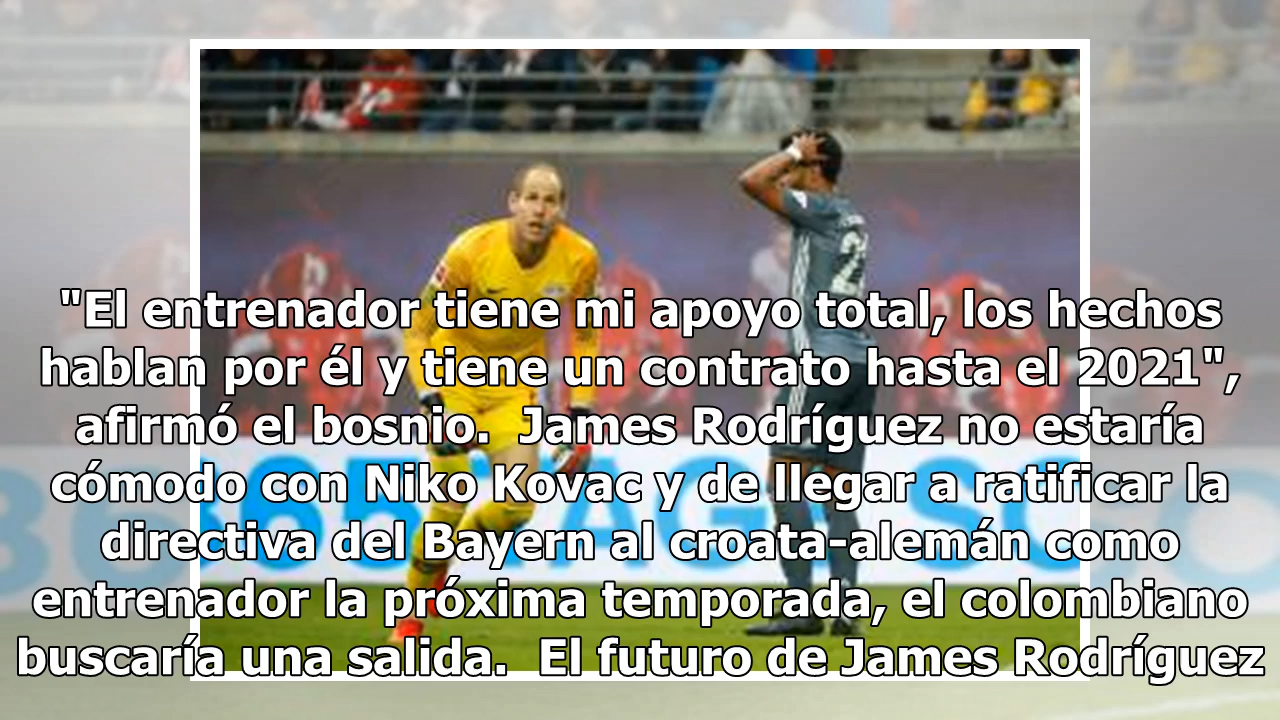 "El entrenador tiene mi apoyo total, los hechos
hablan por él y tiene un contrato hasta el 2021",
afirmó el bosnio.  James Rodríguez no estaría
cómodo con Niko Kovac y de llegar a ratificar la
directiva del Bayern al croata-alemán como
entrenador la próxima temporada, el colombiano
buscaría una salida.  El futuro de James Rodríguez